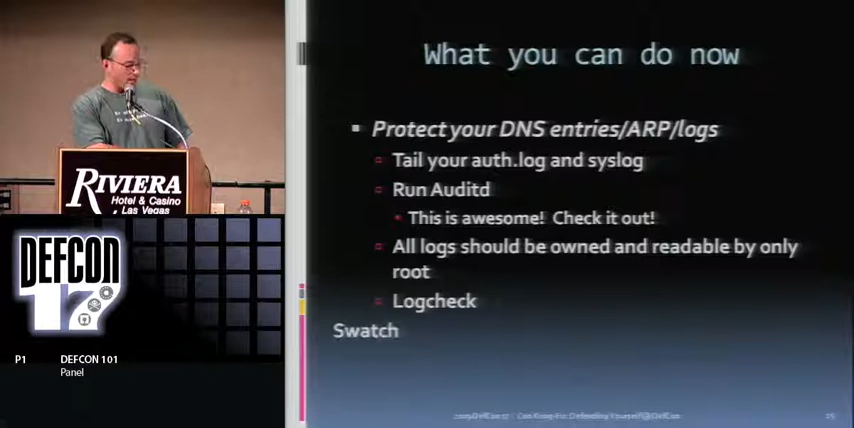 What you can do now
Protect your DNS entries/ARP/logs
Tail your auth.log and syslog
Run Auditd
This is awesome! Check it out!
All logs should be owned and readable by only
root
Logcheck
Swatch
RIVIERA
Hotel & Casino
Las Vegas
DEFCON
17
P1 DEFCON 101
Panel